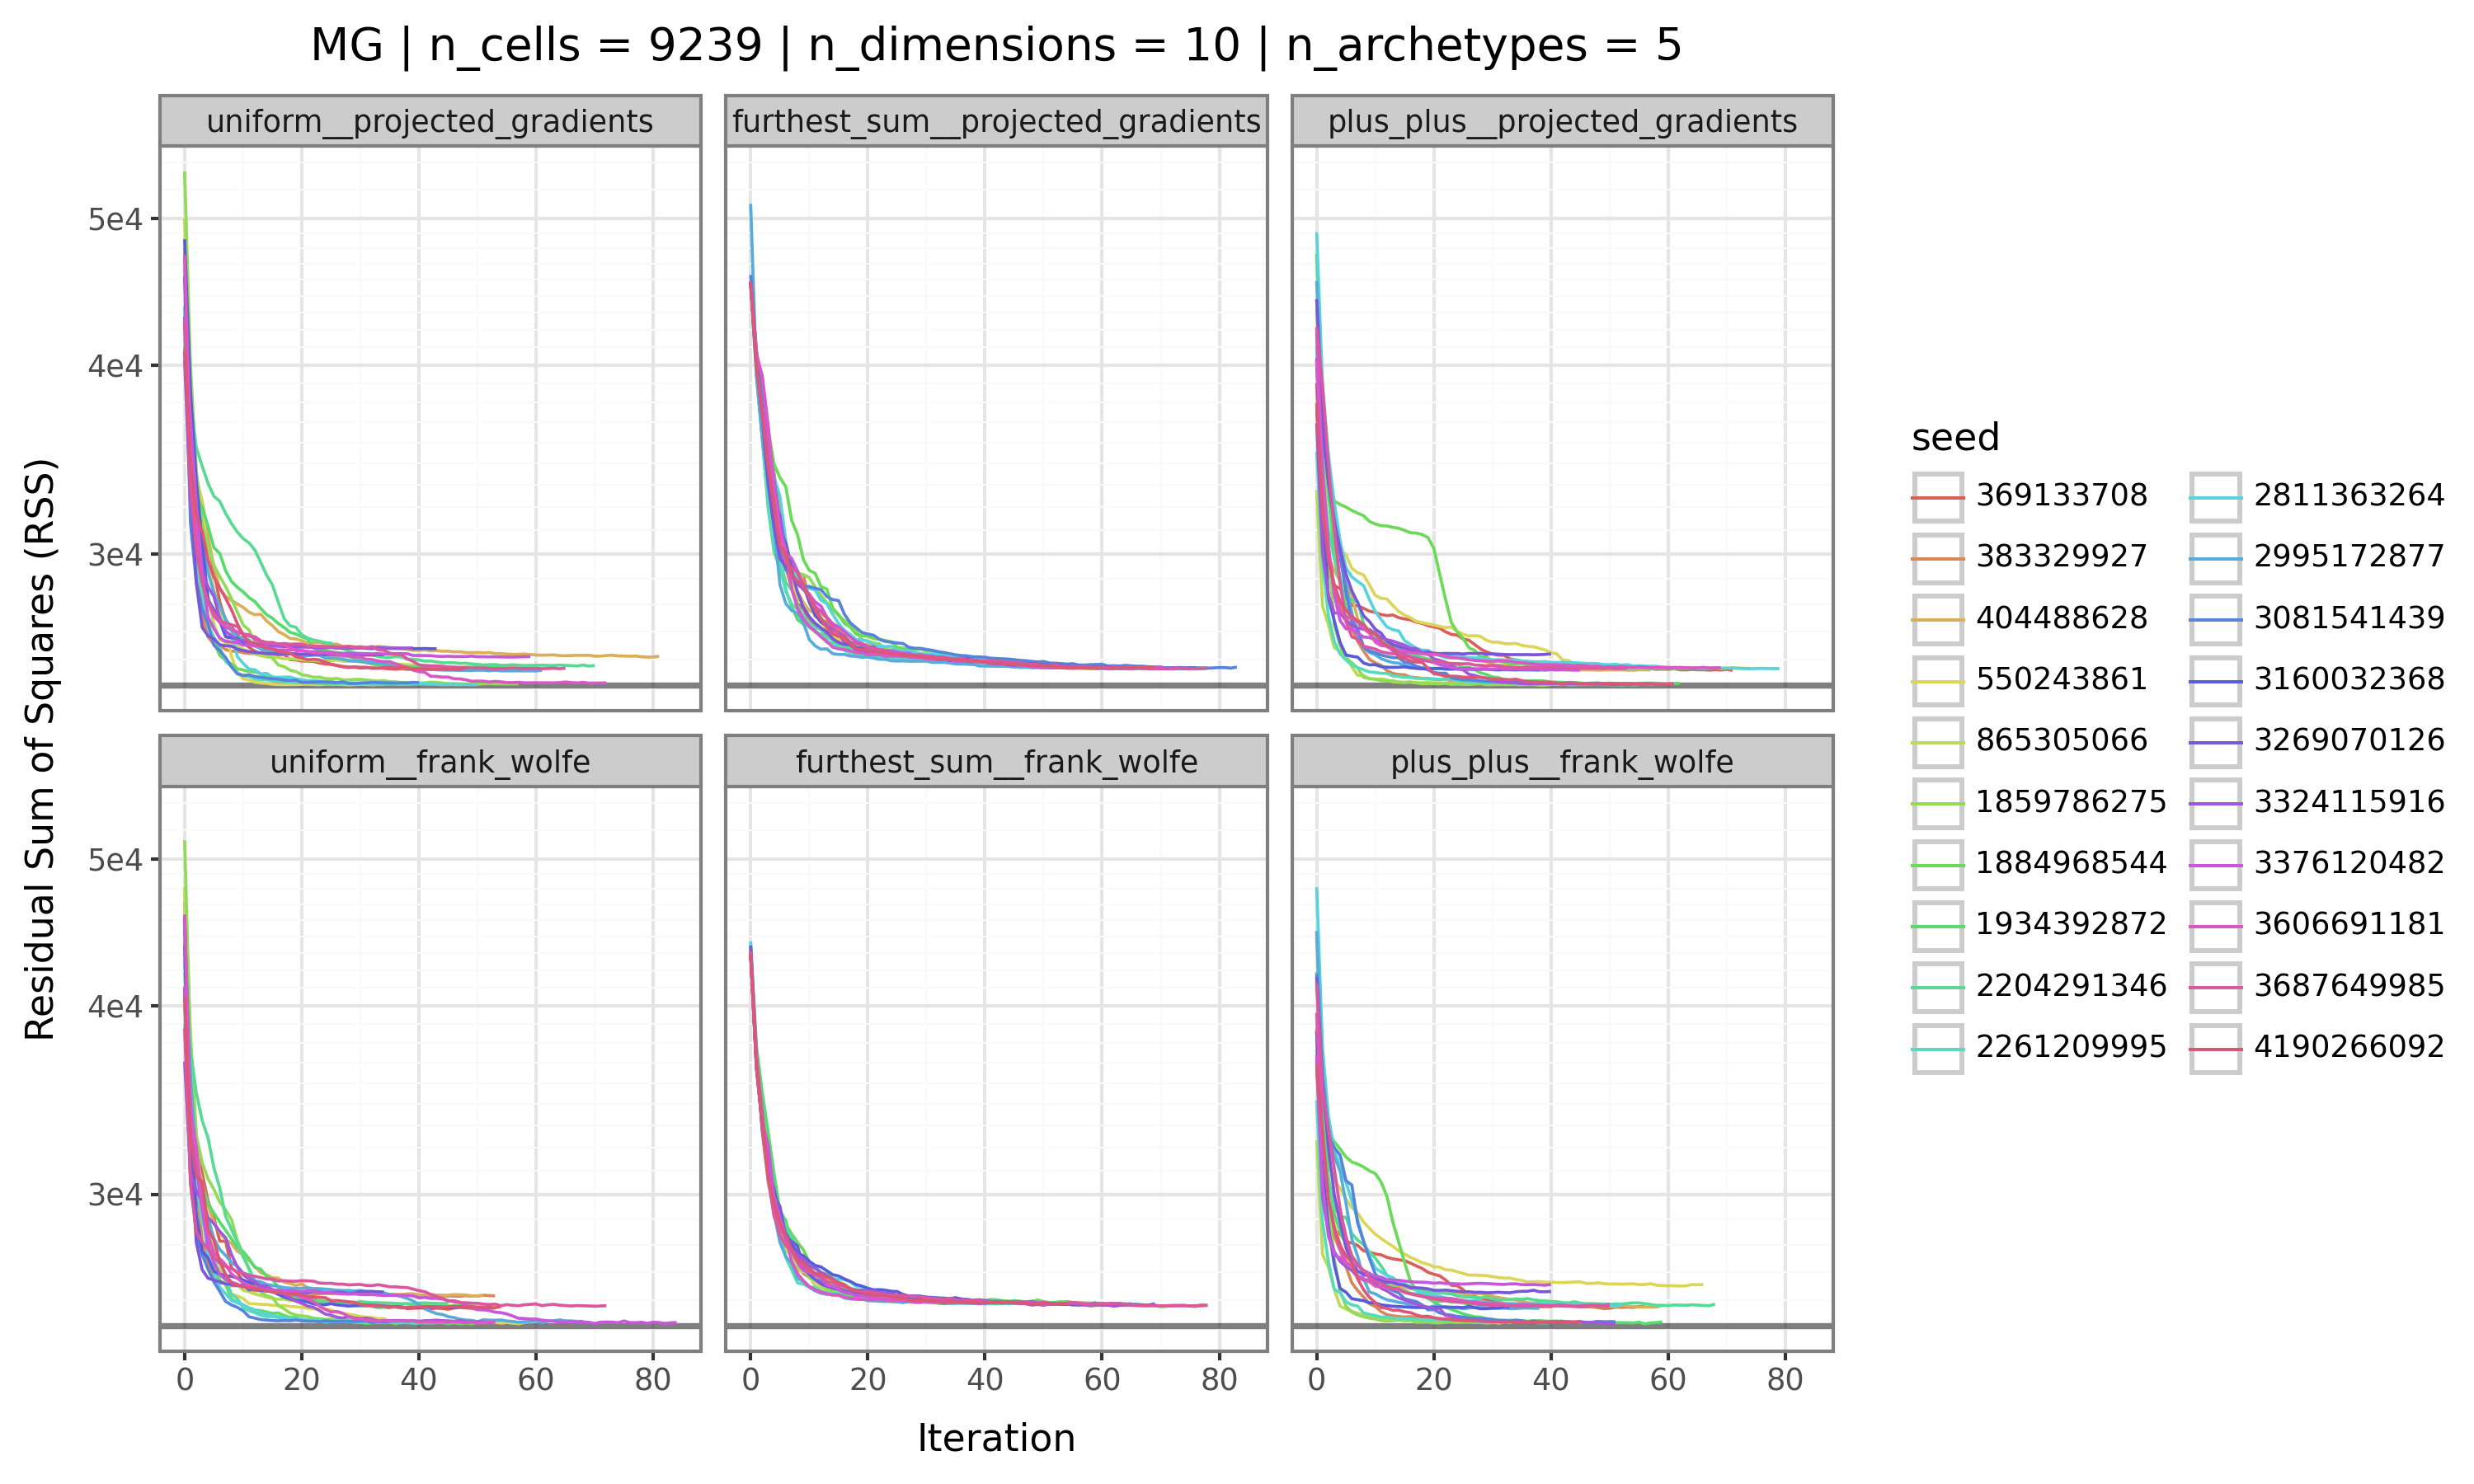 MG | n_cells = 9239 | n_dimensions = 10 | n_archetypes = 5
uniform__projected_gradients
furthest_sum__projected_gradients
plus_plus__projected_gradients
5e4
4e4
3e4
uniform__frank_wolfe
furthest_sum__frank_wolfe
plus_plus__frank_wolfe
5e4
4e4
3e4
0 20 40 60 80
0 20 40 60 80
0 20 40 60 80
Iteration
Residual Sum of Squares (RSS)
seed
369133708
383329927
404488628
550243861
865305066
1859786275
1884968544
1934392872
2204291346
2261209995
2811363264
2995172877
3081541439
3160032368
3269070126
3324115916
3376120482
3606691181
3687649985
4190266092